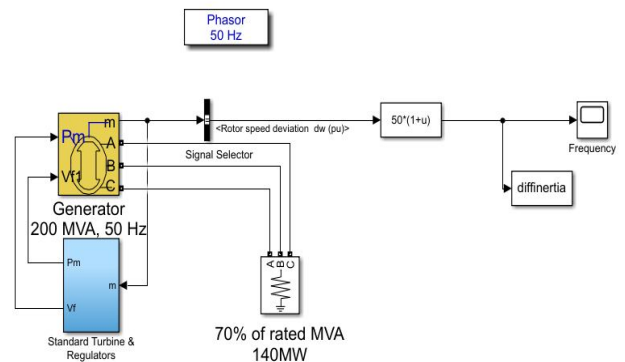 Phasor
50 Hz
m
Pm
A
B
Vf1
C
<Rotor speed deviation dw (pu)>
Signal Selector
50*(1+u)
Frequency
diffinertia
Generator
200 MVA, 50 Hz
Pm
m
Vf
Standard Turbine &
Regulators
A B C
70% of rated MVA
140MW